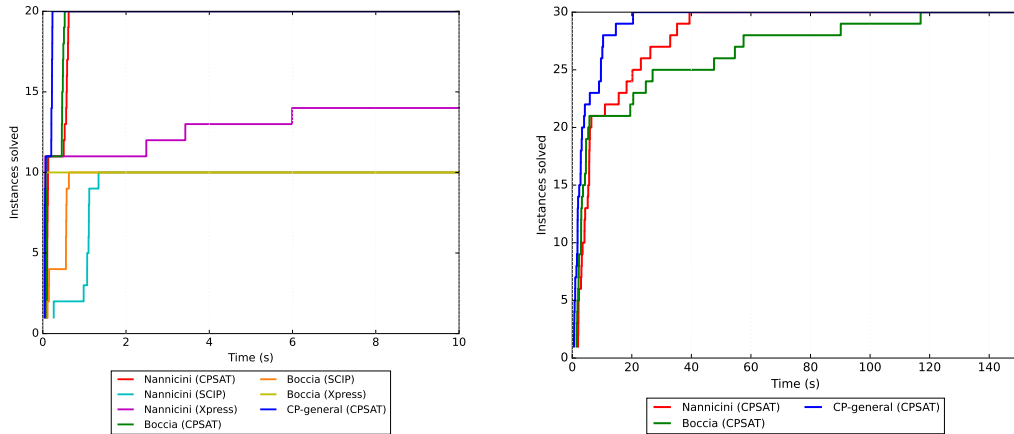 20
15
10
5
0
Instances solved
0 2 4 6 8 10
Time (s)
Nannicini (CPSAT) Boccia (SCIP)
Nannicini (SCIP) Boccia (Xpress)
Nannicini (Xpress) CP-general (CPSAT)
Boccia (CPSAT)
30
25
20
15
10
5
0
Instances solved
0 20 40 60 80 100 120 140
Time (s)
Nannicini (CPSAT) CP-general (CPSAT)
Boccia (CPSAT)